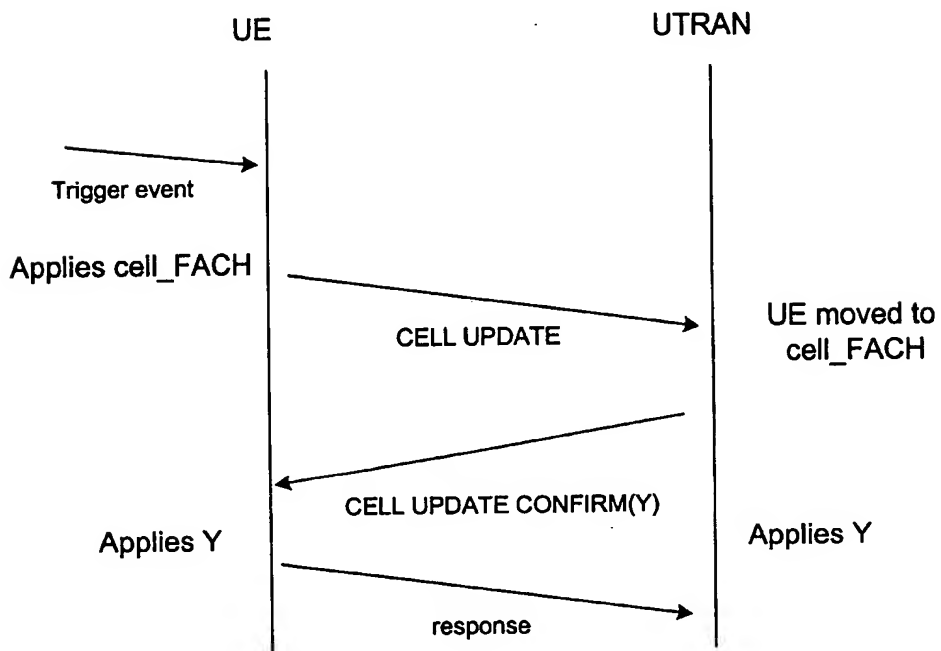 UE
UTRAN
Trigger event
Applies cell_FACH
CELL UPDATE
UE moved to
cell_FACH
CELL UPDATE CONFIRM(Y)
Applies Y
Applies Y
response